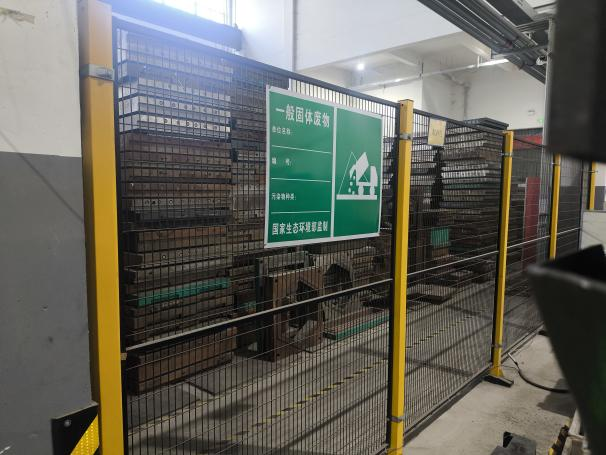 一般固体废物
单位名称:
编 号:
污染物种类:
国家生态环境部监制